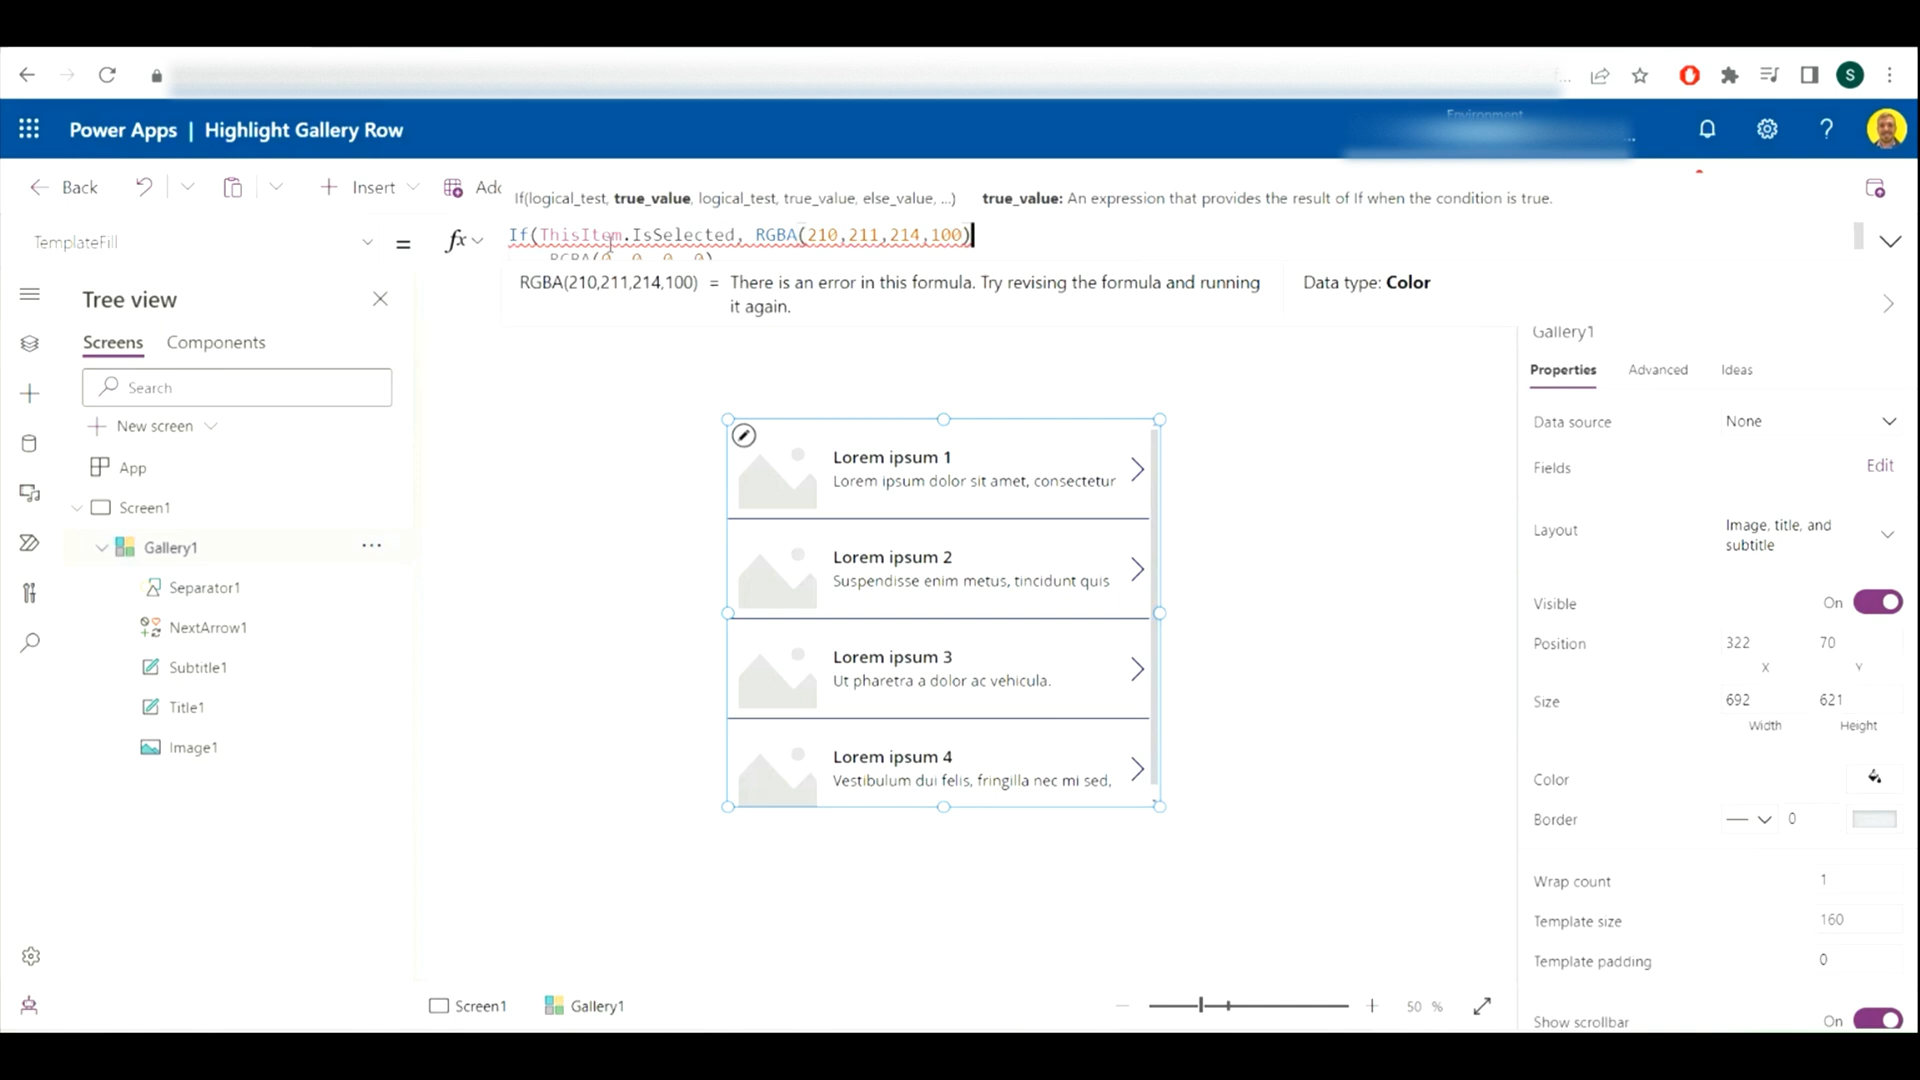 S
Environment
Power Apps | Highlight Gallery Row
...
Back
Insert
Add
If(logical_test, true_value, logical_test, true_value, else_value, ...) true_value: An expression that provides the result of If when the condition is true.
TemplateFill
=
fx
If(ThisItem.IsSelected, RGBA(210,211,214,100)
RGBA(0, 0, 0, 0)
RGBA(210,211,214,100) = There is an error in this formula. Try revising the formula and running
it again.
Data type: Color
Tree view
Screens Components
Search
New screen
App
Screen1
Gallery1
Separator1
NextArrow1
Subtitle1
Title1
Image1
Lorem ipsum 1
Lorem ipsum dolor sit amet, consectetur
Lorem ipsum 2
Suspendisse enim metus, tincidunt quis
Lorem ipsum 3
Ut pharetra a dolor ac vehicula.
Lorem ipsum 4
Vestibulum dui felis, fringilla nec mi sed,
Gallery1
Properties Advanced Ideas
Data source None
Fields Edit
Layout Image, title, and
subtitle
Visible On
Position 322 70
X Y
Size 692 621
Width Height
Color
Border 0
Wrap count 1
Template size 160
Template padding 0
Show scrollbar On
Screen1 Gallery1
50 %